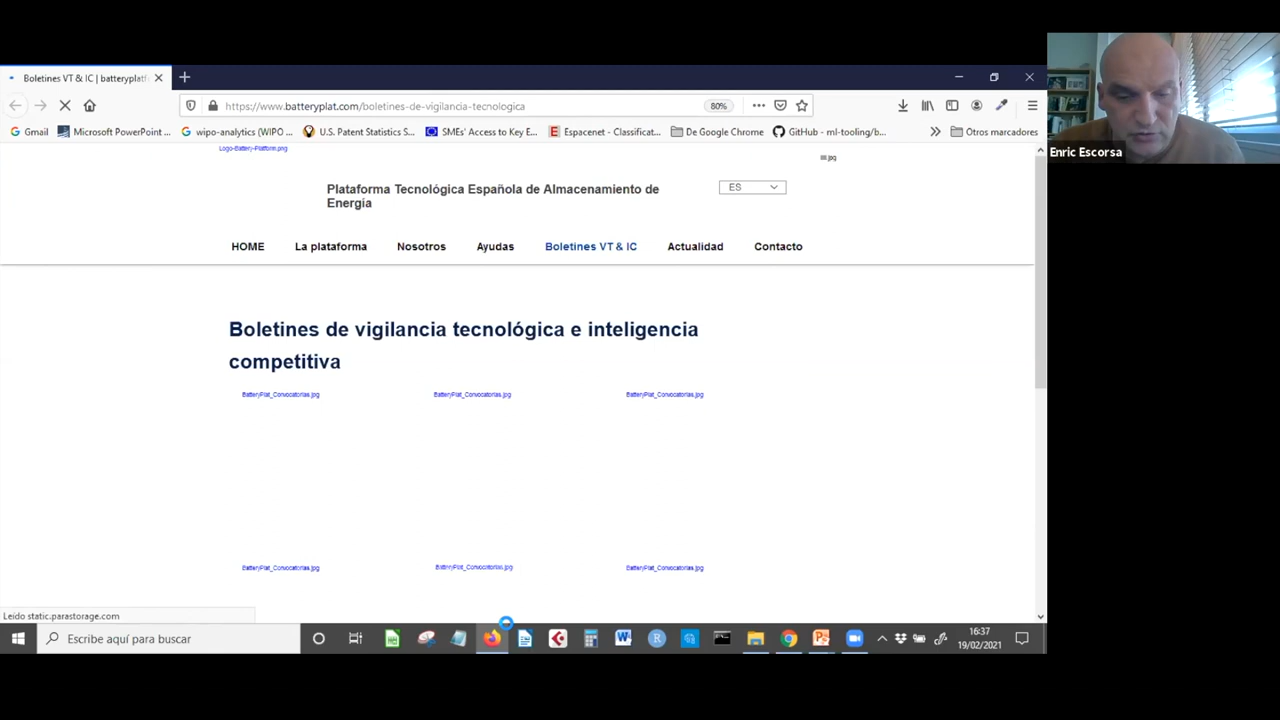 Boletines VT & IC | batterypla
https://www.batteryplat.com/boletines-de-vigilancia-tecnologica
80%
Gmail
Microsoft PowerPoint ...
wipo-analytics (WIPO ...
U.S. Patent Statistics S...
SMEs' Access to Key E...
Espacenet - Classificat...
De Google Chrome
GitHub - ml-tooling/b...
Otros marcadores
Enric Escorsa
Logo-Battery-Platform.png
Plataforma Tecnológica Española de Almacenamiento de
Energía
ES
HOME
La plataforma
Nosotros
Ayudas
Boletines VT & IC
Actualidad
Contacto
Boletines de vigilancia tecnológica e inteligencia
competitiva
BatteryPlat_Convocatorias.jpg
BatteryPlat_Convocatorias.jpg
BatteryPlat_Convocatorias.jpg
BatteryPlat_Convocatorias.jpg
BatteryPlat_Convocatorias.jpg
BatteryPlat_Convocatorias.jpg
Leído static.parastorage.com
Escribe aquí para buscar
16:37
19/02/2021